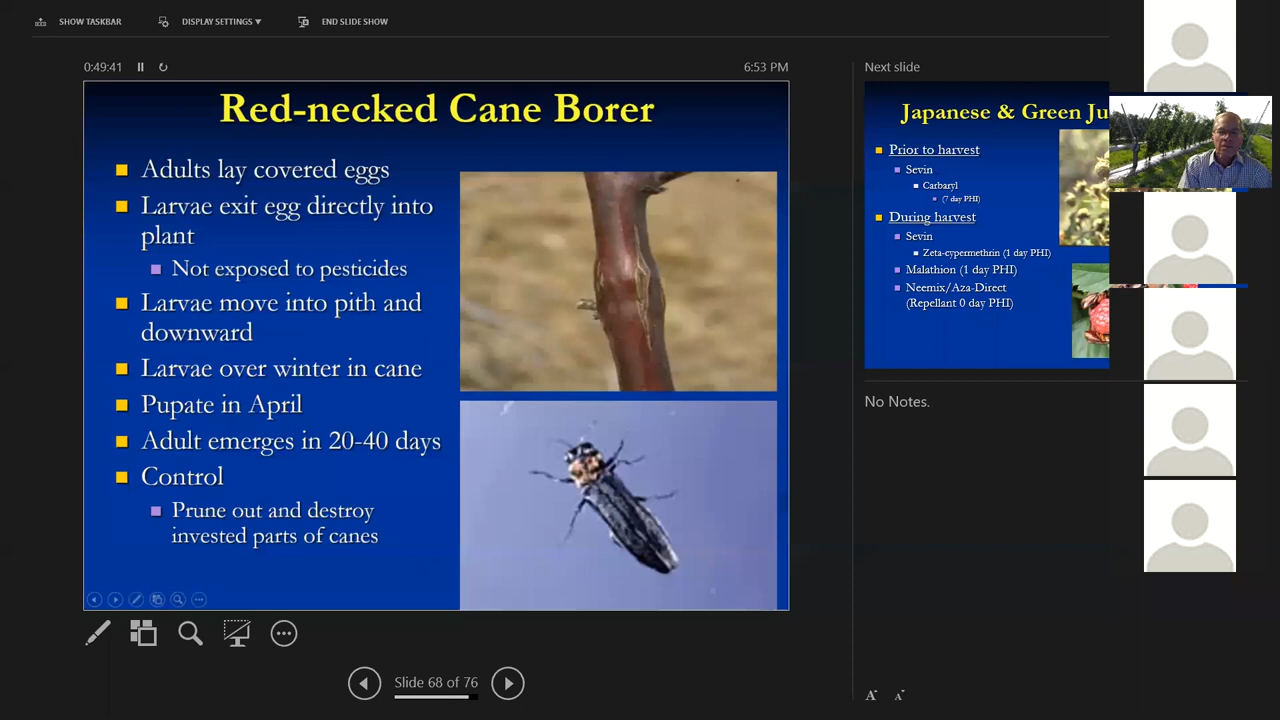 SHOW TASKBAR
DISPLAY SETTINGS ▼
END SLIDE SHOW
0:49:41
6:53 PM
Red-necked Cane Borer
Adults lay covered eggs
Larvae exit egg directly into
plant
Not exposed to pesticides
Larvae move into pith and
downward
Larvae over winter in cane
Pupate in April
Adult emerges in 20-40 days
Control
Prune out and destroy
invested parts of canes
Slide 68 of 76
Next slide
Japanese & Green Ju
Prior to harvest
Sevin
Carbaryl
(7 day PHI)
During harvest
Sevin
Zeta-cypermethrin (1 day PHI)
Malathion (1 day PHI)
Neemix/Aza-Direct
(Repellant 0 day PHI)
No Notes.
A A